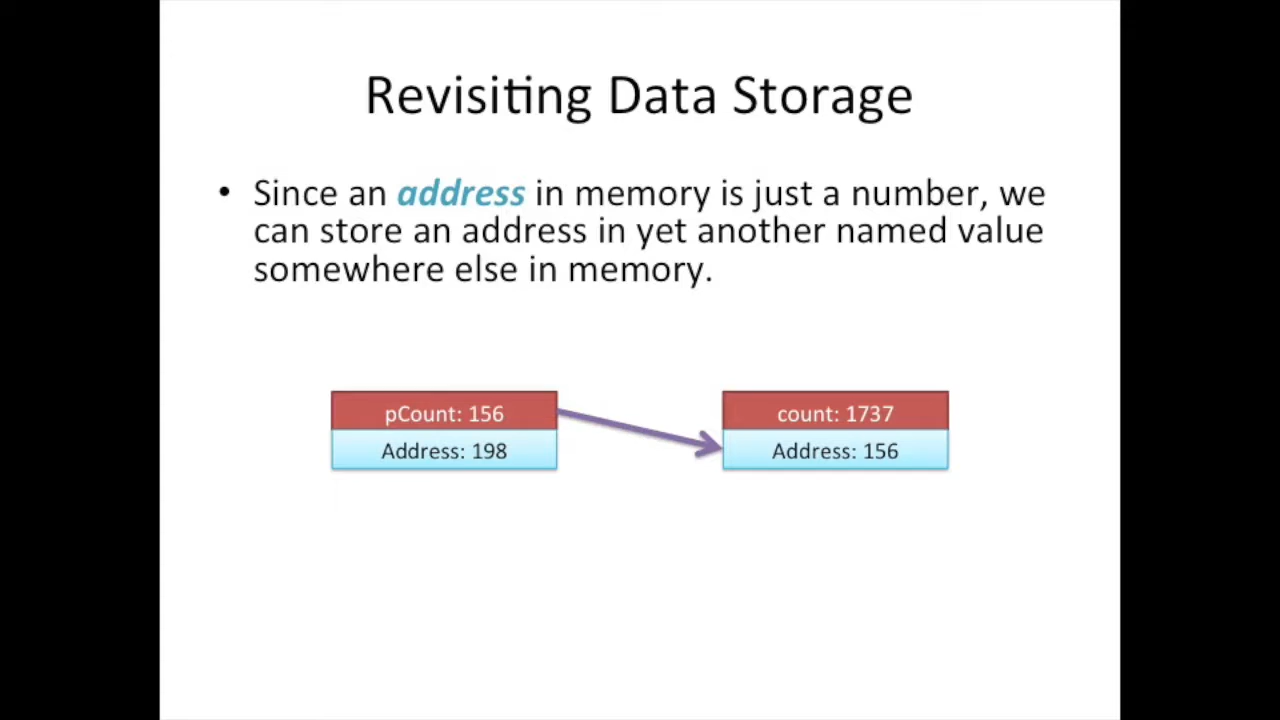 Revisiting Data Storage
• Since an address in memory is just a number, we
can store an address in yet another named value
somewhere else in memory.
pCount: 156
Address: 198
count: 1737
Address: 156